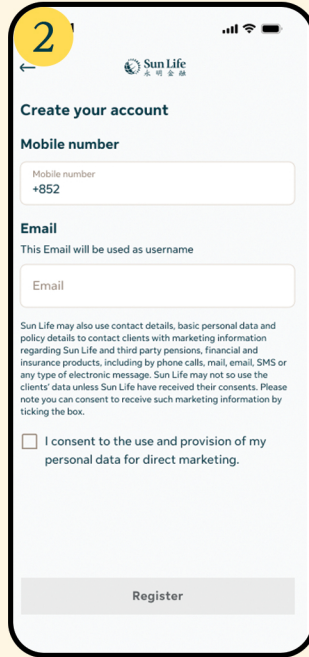 2
Sun Life
永明金融
Create your account
Mobile number
Mobile number
+852
Email
This Email will be used as username
Email
Sun Life may also use contact details, basic personal data and
policy details to contact clients with marketing information
regarding Sun Life and third party pensions, financial and
insurance products, including by phone calls, mail, email, SMS or
any type of electronic message. Sun Life may not so use the
clients' data unless Sun Life have received their consents. Please
note you can consent to receive such marketing information by
ticking the box.
I consent to the use and provision of my
personal data for direct marketing.
Register